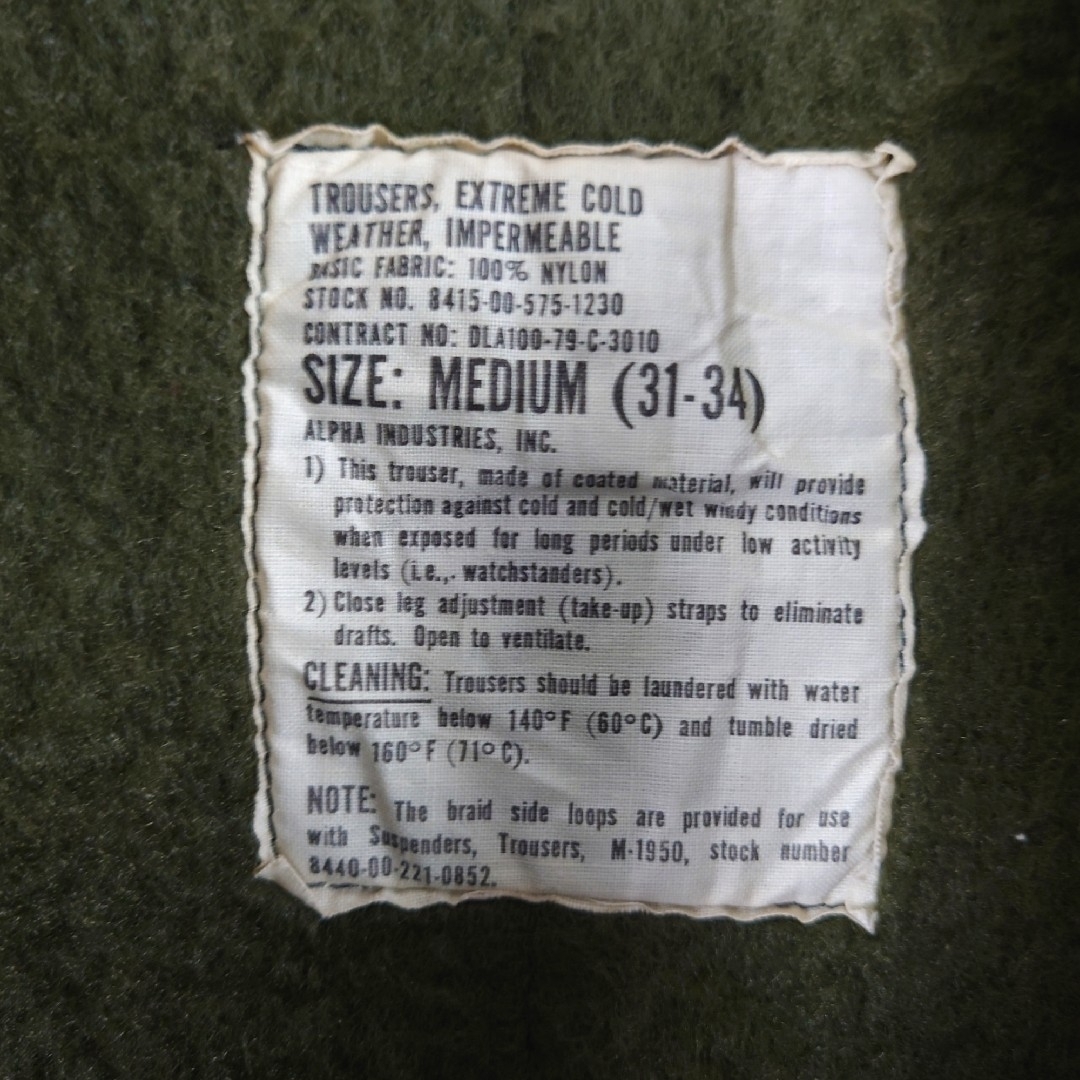 TROUSERS, EXTREME COLD
WEATHER, IMPERMEABLE
BASIC FABRIC: 100% NYLON
STOCK NO. 8415-00-575-1230
CONTRACT NO: DLA100-79-C-3010
SIZE: MEDIUM (31-34)
ALPHA INDUSTRIES, INC.
1) This trouser, made of coated material, will provide
protection against cold and cold/wet windy conditions
when exposed for long periods under low activity
levels (i.e.,. watchstanders).
2) Close leg adjustment (take-up) straps to eliminate
drafts. Open to ventilate.
CLEANING: Trousers should be laundered with water
temperature below 140°F (60°C) and tumble dried
below 160°F (71°C).
NOTE: The braid side loops are provided for use
with Suspenders, Trousers, M-1950, stock number
8440-00-221-0852.